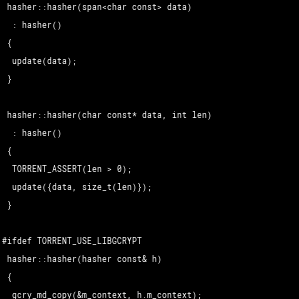 hasher::hasher(span<char const> data)
: hasher()
{
update(data);
}
hasher::hasher(char const* data, int len)
: hasher()
{
TORRENT_ASSERT(len > 0);
update({data, size_t(len)});
}
#ifdef TORRENT_USE_LIBGCRYPT
hasher::hasher(hasher const& h)
{
gcry_md_copy(&m_context, h.m_context);